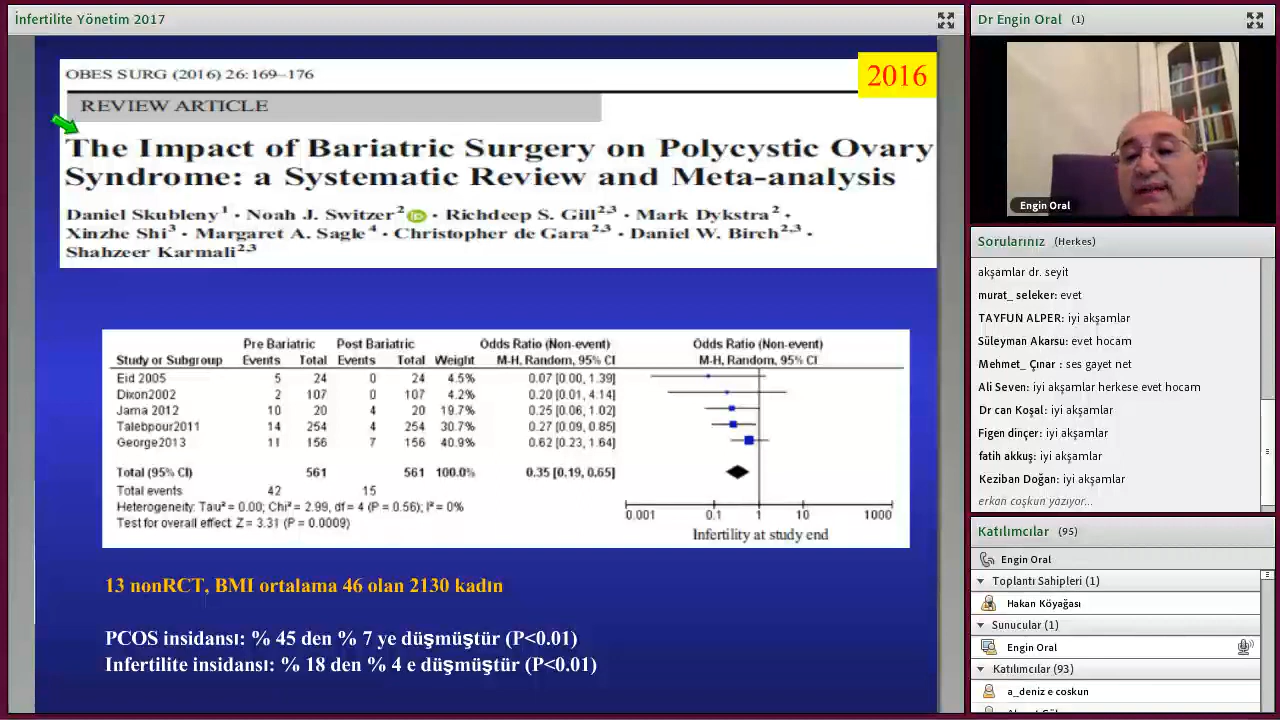 İnfertilite Yönetim 2017
OBES SURG (2016) 26:169–176
2016
REVIEW ARTICLE
The Impact of Bariatric Surgery on Polycystic Ovary
Syndrome: a Systematic Review and Meta-analysis
Daniel Skubleny1 · Noah J. Switzer2 · Richdeep S. Gill2,3 · Mark Dykstra2 ·
Xinzhe Shi3 · Margaret A. Sagle4 · Christopher de Gara2,3 · Daniel W. Birch2,3 ·
Shahzeer Karmali2,3
Pre Bariatric Post Bariatric Odds Ratio (Non-event) Odds Ratio (Non-event)
Study or Subgroup Events Total Events Total Weight M-H, Random, 95% CI M-H, Random, 95% CI
Eid 2005 5 24 0 24 4.5% 0.07 [0.00, 1.39]
Dixon2002 2 107 0 107 4.2% 0.20 [0.01, 4.14]
Jama 2012 10 20 4 20 19.7% 0.25 [0.06, 1.02]
Talebpour2011 14 254 4 254 30.7% 0.27 [0.09, 0.85]
George2013 11 156 7 156 40.9% 0.62 [0.23, 1.64]
Total (95% CI) 561 561 100.0% 0.35 [0.19, 0.65]
Total events 42 15
Heterogeneity: Tau² = 0.00; Chi² = 2.99, df = 4 (P = 0.56); I² = 0%
Test for overall effect: Z = 3.31 (P = 0.0009)
0.001 0.1 1 10 1000
Infertility at study end
13 nonRCT, BMI ortalama 46 olan 2130 kadın
PCOS insidansı: % 45 den % 7 ye düşmüştür (P<0.01)
Infertilite insidansı: % 18 den % 4 e düşmüştür (P<0.01)
Dr Engin Oral (1)
Engin Oral
Sorularınız (Herkes)
akşamlar dr. seyit
murat_ seleker: evet
TAYFUN ALPER: iyi akşamlar
Süleyman Akarsu: evet hocam
Mehmet_ Çınar : ses gayet net
Ali Seven: iyi akşamlar herkese evet hocam
Dr can Koşal: iyi akşamlar
Figen dinçer: iyi akşamlar
fatih akkuş: iyi akşamlar
Keziban Doğan: iyi akşamlar
erkan coşkun yazıyor...
Katılımcılar (95)
Engin Oral
Toplantı Sahipleri (1)
Hakan Köyağası
Sunucular (1)
Engin Oral
Katılımcılar (93)
a_deniz e coskun